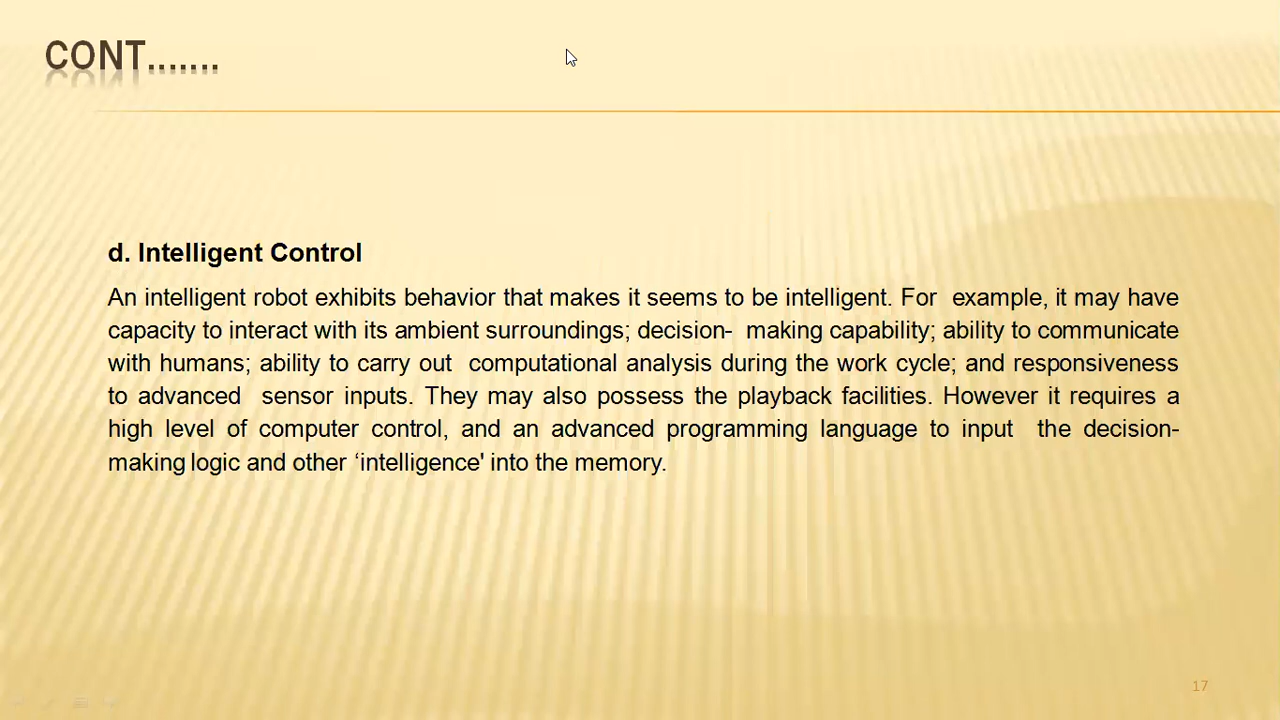 CONT.......
d. Intelligent Control
An intelligent robot exhibits behavior that makes it seems to be intelligent. For example, it may have
capacity to interact with its ambient surroundings; decision- making capability; ability to communicate
with humans; ability to carry out computational analysis during the work cycle; and responsiveness
to advanced sensor inputs. They may also possess the playback facilities. However it requires a
high level of computer control, and an advanced programming language to input the decision-
making logic and other ‘intelligence' into the memory.
17